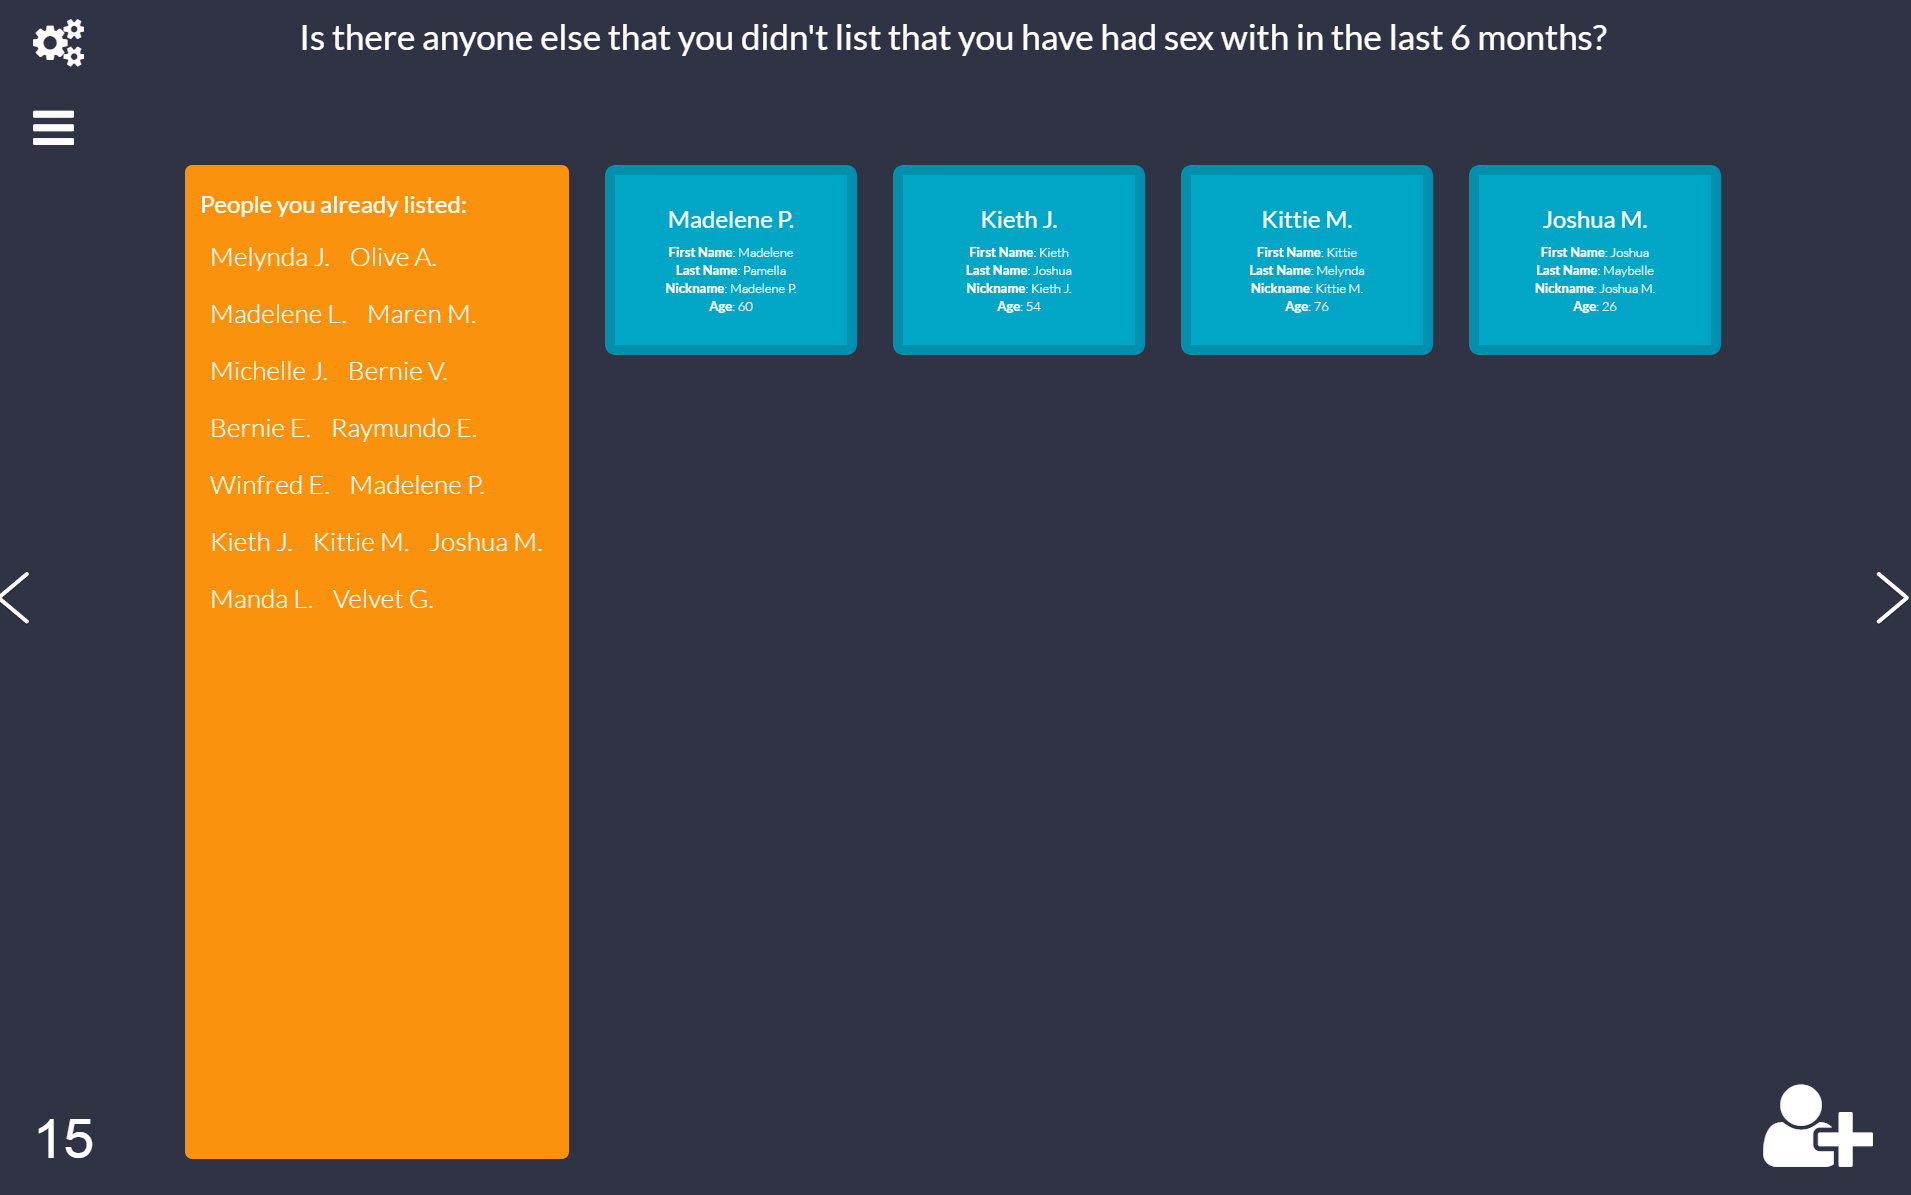 Is there anyone else that you didn't list that you have had sex with in the last 6 months?
People you already listed:
Melynda J. Olive A.
Madelene L. Maren M.
Michelle J. Bernie V.
Bernie E. Raymundo E.
Winfred E. Madelene P.
Kieth J. Kittie M. Joshua M.
Manda L. Velvet G.
Madelene P.
First Name: Madelene
Last Name: Pamella
Nickname: Madelene P.
Age: 60
Kieth J.
First Name: Kieth
Last Name: Joshua
Nickname: Kieth J.
Age: 54
Kittie M.
First Name: Kittie
Last Name: Melynda
Nickname: Kittie M.
Age: 76
Joshua M.
First Name: Joshua
Last Name: Maybelle
Nickname: Joshua M.
Age: 26
15